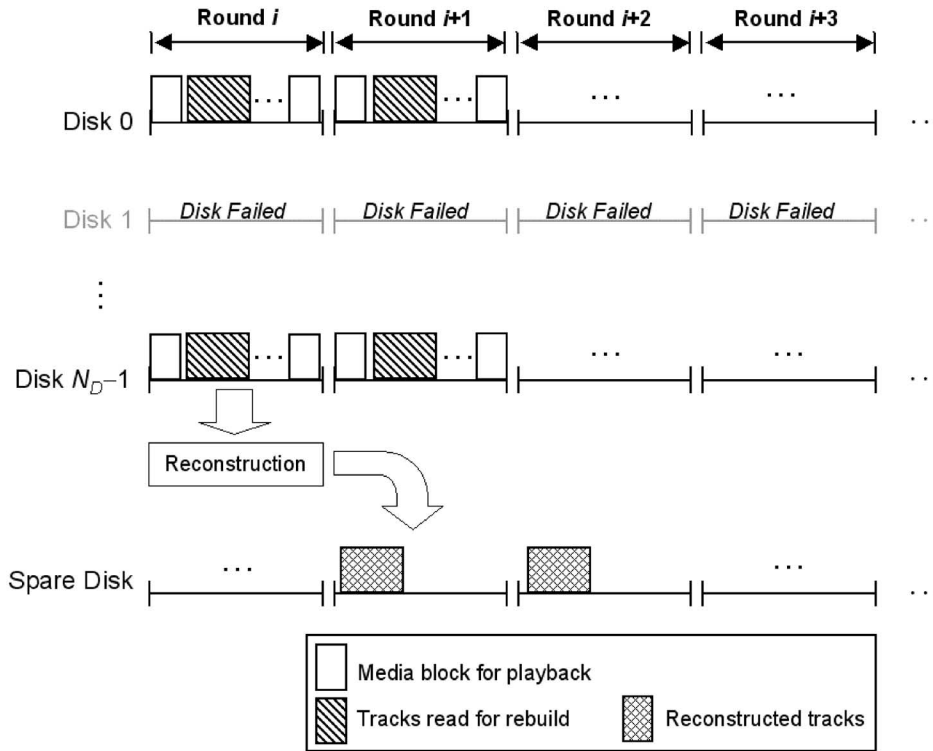 Round i Round i+1 Round i+2 Round i+3
Disk 0 ... ... ... ... ..
Disk 1 Disk Failed Disk Failed Disk Failed Disk Failed ..
⋮
Disk N_D−1 ... ... ... ... ..
Reconstruction
Spare Disk ... ... ..
Media block for playback
Tracks read for rebuild Reconstructed tracks